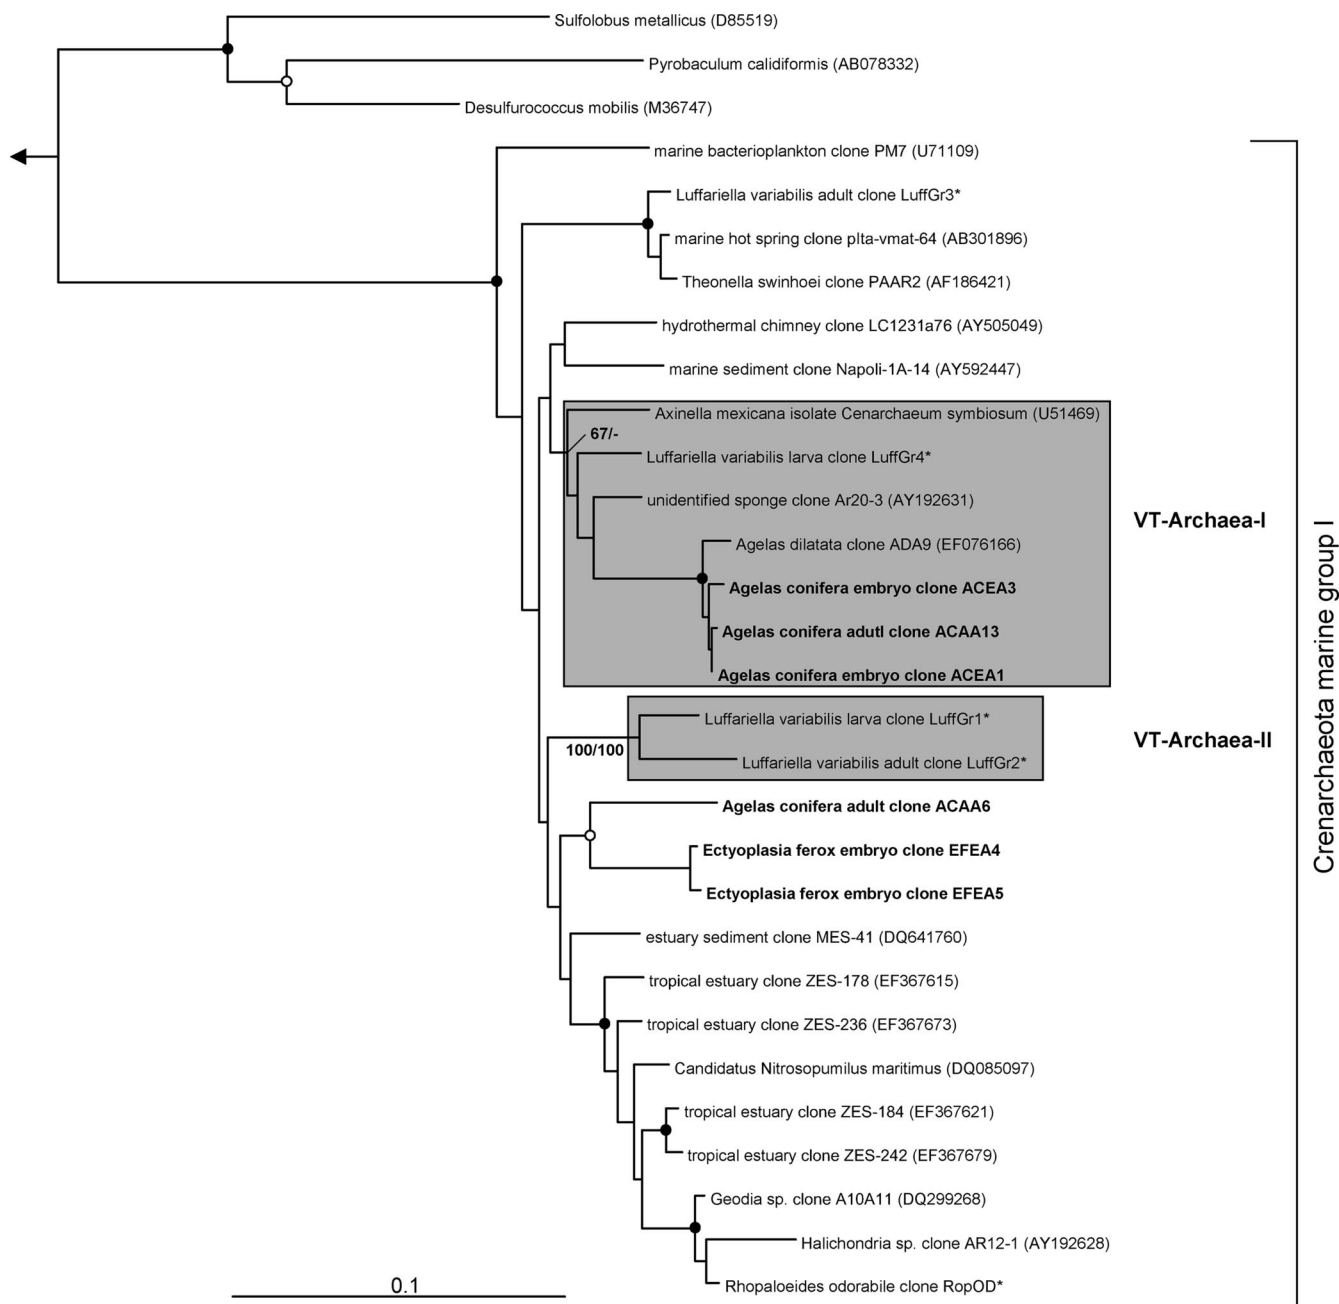 Sulfolobus metallicus (D85519)
Pyrobaculum calidiformis (AB078332)
Desulfurococcus mobilis (M36747)
marine bacterioplankton clone PM7 (U71109)
Luffariella variabilis adult clone LuffGr3*
marine hot spring clone plta-vmat-64 (AB301896)
Theonella swinhoei clone PAAR2 (AF186421)
hydrothermal chimney clone LC1231a76 (AY505049)
marine sediment clone Napoli-1A-14 (AY592447)
Axinella mexicana isolate Cenarchaeum symbiosum (U51469)
67/-
Luffariella variabilis larva clone LuffGr4*
unidentified sponge clone Ar20-3 (AY192631)
VT-Archaea-I
Agelas dilatata clone ADA9 (EF076166)
Agelas conifera embryo clone ACEA3
Agelas conifera adutl clone ACAA13
Agelas conifera embryo clone ACEA1
Luffariella variabilis larva clone LuffGr1*
100/100
VT-Archaea-II
Luffariella variabilis adult clone LuffGr2*
Agelas conifera adult clone ACAA6
Ectyoplasia ferox embryo clone EFEA4
Ectyoplasia ferox embryo clone EFEA5
estuary sediment clone MES-41 (DQ641760)
tropical estuary clone ZES-178 (EF367615)
tropical estuary clone ZES-236 (EF367673)
Candidatus Nitrosopumilus maritimus (DQ085097)
tropical estuary clone ZES-184 (EF367621)
tropical estuary clone ZES-242 (EF367679)
Geodia sp. clone A10A11 (DQ299268)
Halichondria sp. clone AR12-1 (AY192628)
Rhopaloeides odorabile clone RopOD*
0.1
Crenarchaeota marine group I